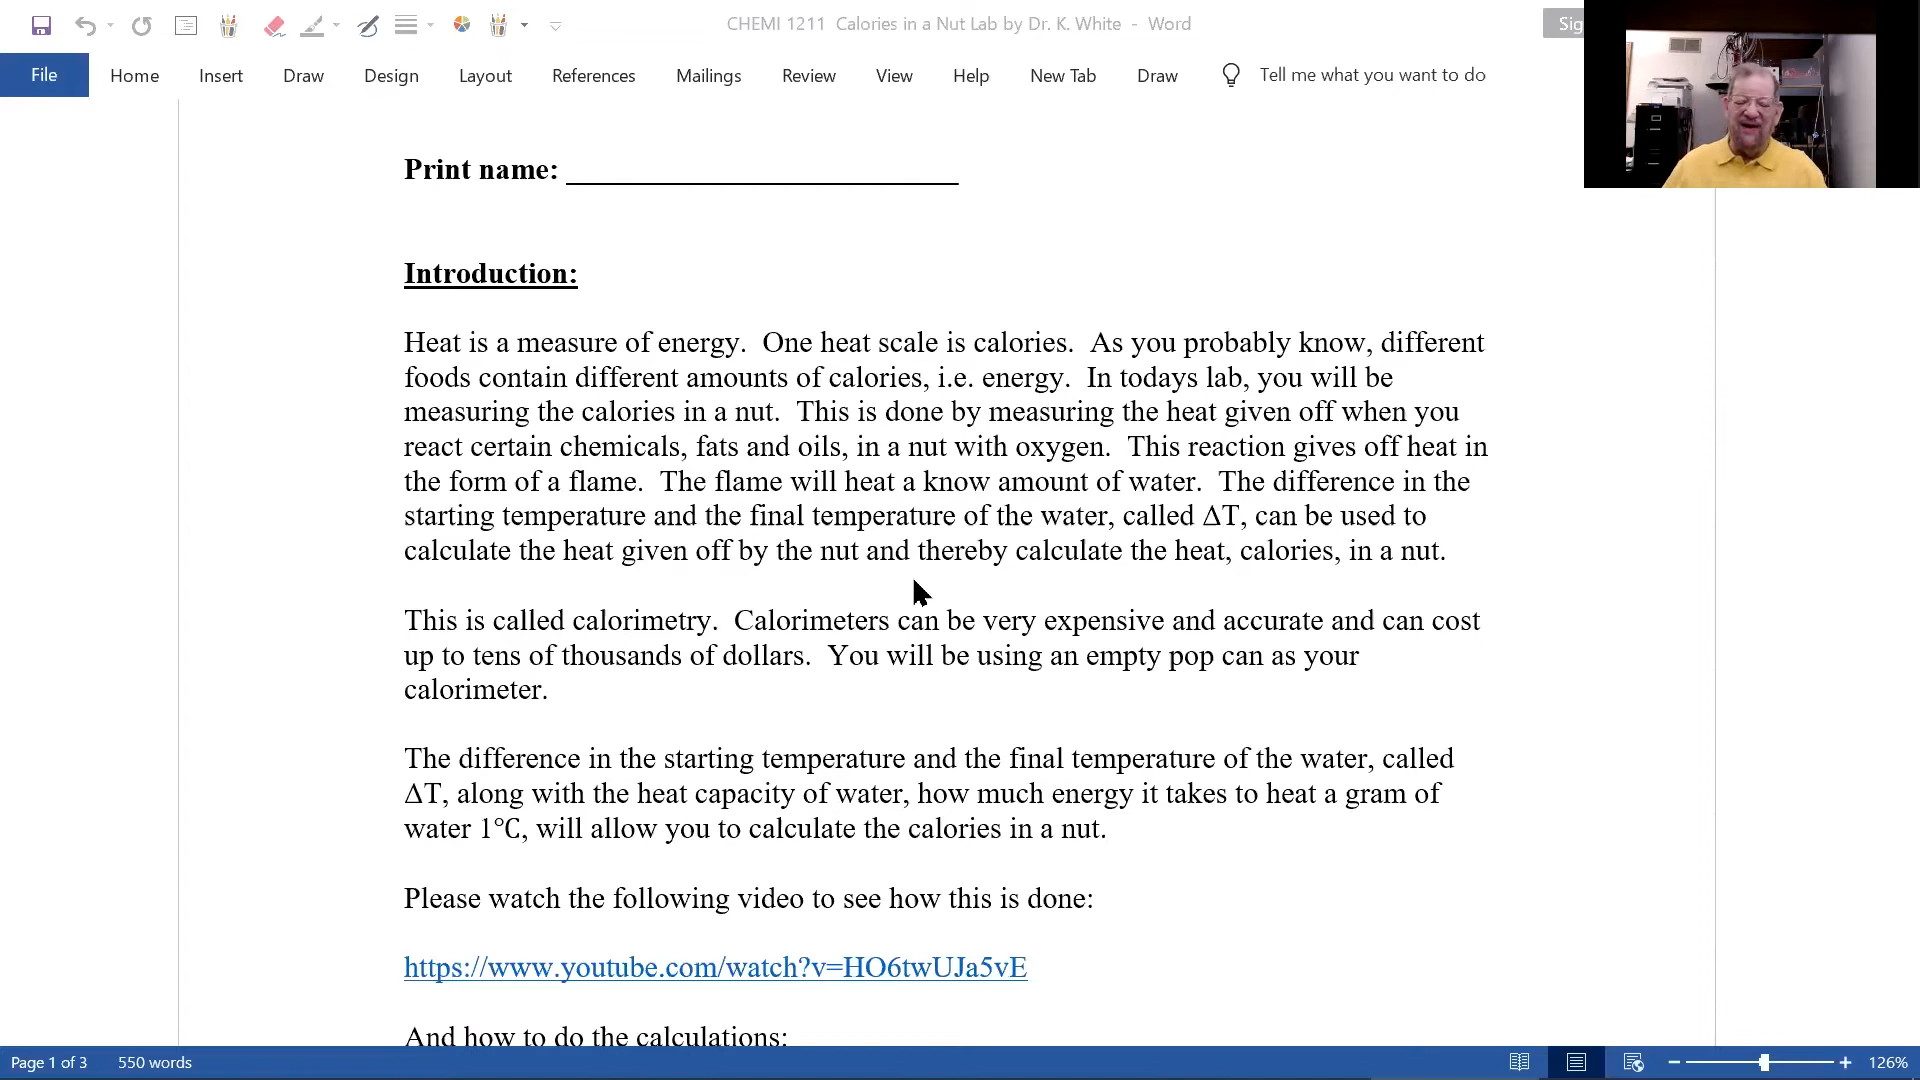 CHEMI 1211 Calories in a Nut Lab by Dr. K. White - Word
Sig
File Home Insert Draw Design Layout References Mailings Review View Help New Tab Draw Tell me what you want to do
Print name: ____________________________
Introduction:
Heat is a measure of energy. One heat scale is calories. As you probably know, different
foods contain different amounts of calories, i.e. energy. In todays lab, you will be
measuring the calories in a nut. This is done by measuring the heat given off when you
react certain chemicals, fats and oils, in a nut with oxygen. This reaction gives off heat in
the form of a flame. The flame will heat a know amount of water. The difference in the
starting temperature and the final temperature of the water, called ΔT, can be used to
calculate the heat given off by the nut and thereby calculate the heat, calories, in a nut.
This is called calorimetry. Calorimeters can be very expensive and accurate and can cost
up to tens of thousands of dollars. You will be using an empty pop can as your
calorimeter.
The difference in the starting temperature and the final temperature of the water, called
ΔT, along with the heat capacity of water, how much energy it takes to heat a gram of
water 1°C, will allow you to calculate the calories in a nut.
Please watch the following video to see how this is done:
https://www.youtube.com/watch?v=HO6twUJa5vE
And how to do the calculations:
Page 1 of 3 550 words 126%